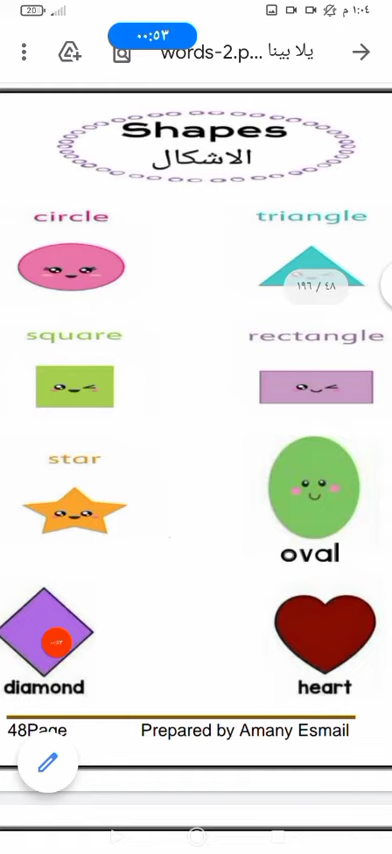 20
١:٠٤ م
٠٠:٥٣
words-2.p... يلا بينا
Shapes
الاشكال
circle
triangle
١٩٦ / ٤٨
square
rectangle
star
oval
diamond
heart
48Page
Prepared by Amany Esmail